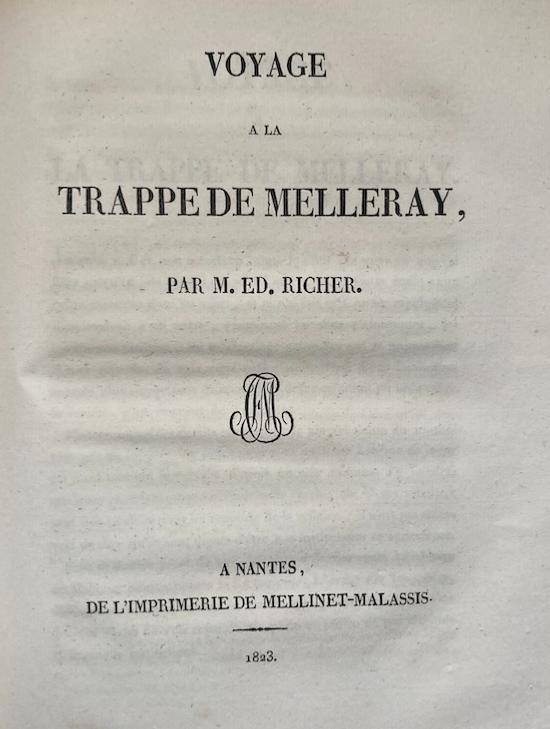 VOYAGE
A LA
TRAPPE DE MELLERAY,
PAR M. ED. RICHER.
A NANTES,
DE L'IMPRIMERIE DE MELLINET-MALASSIS.
1823.